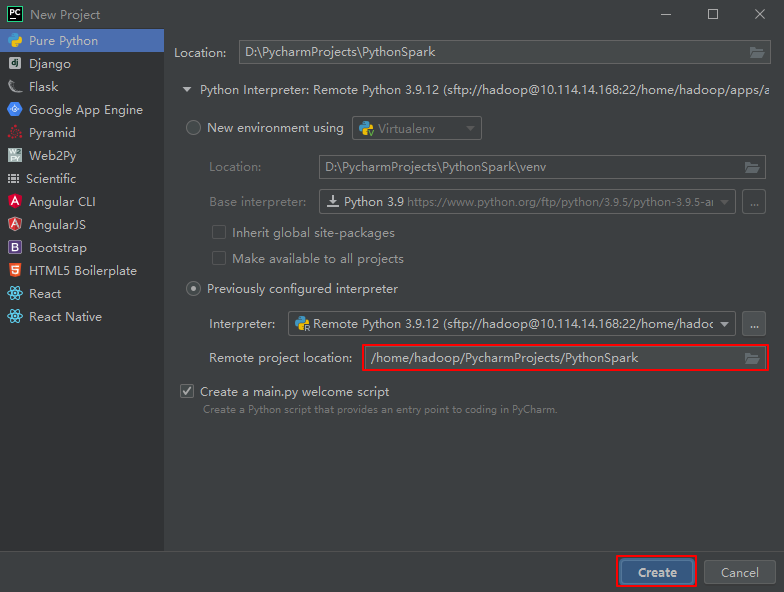 PC New Project
Pure Python
Django
Flask
Google App Engine
Pyramid
Web2Py
Scientific
Angular CLI
AngularJS
Bootstrap
HTML5 Boilerplate
React
React Native
Location: D:\PycharmProjects\PythonSpark
Python Interpreter: Remote Python 3.9.12 (sftp://hadoop@10.114.14.168:22/home/hadoop/apps/a
New environment using Virtualenv
Location: D:\PycharmProjects\PythonSpark\venv
Base interpreter: Python 3.9 https://www.python.org/ftp/python/3.9.5/python-3.9.5-ar ...
Inherit global site-packages
Make available to all projects
Previously configured interpreter
Interpreter: Remote Python 3.9.12 (sftp://hadoop@10.114.14.168:22/home/hadoc ...
Remote project location: /home/hadoop/PycharmProjects/PythonSpark
Create a main.py welcome script
Create a Python script that provides an entry point to coding in PyCharm.
Create Cancel